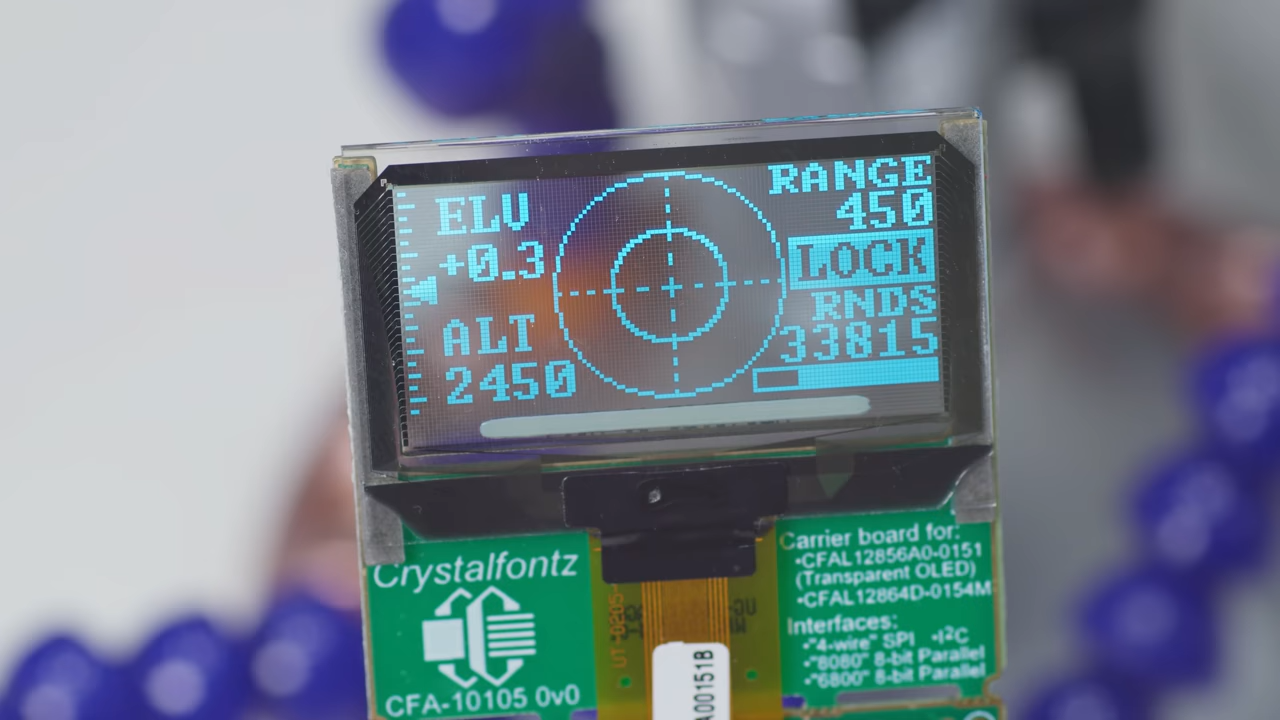 ELV
+0.3
ALT
2450
RANGE
450
LOCK
RNDS
33815
Crystalfontz
CFA-10105 0v0
Carrier board for:
•CFAL12856A0-0151
(Transparent OLED)
•CFAL12864D-0154M
Interfaces:
•"4-wire" SPI •I²C
•"8080" 8-bit Parallel
•"6800" 8-bit Parallel
A00151B